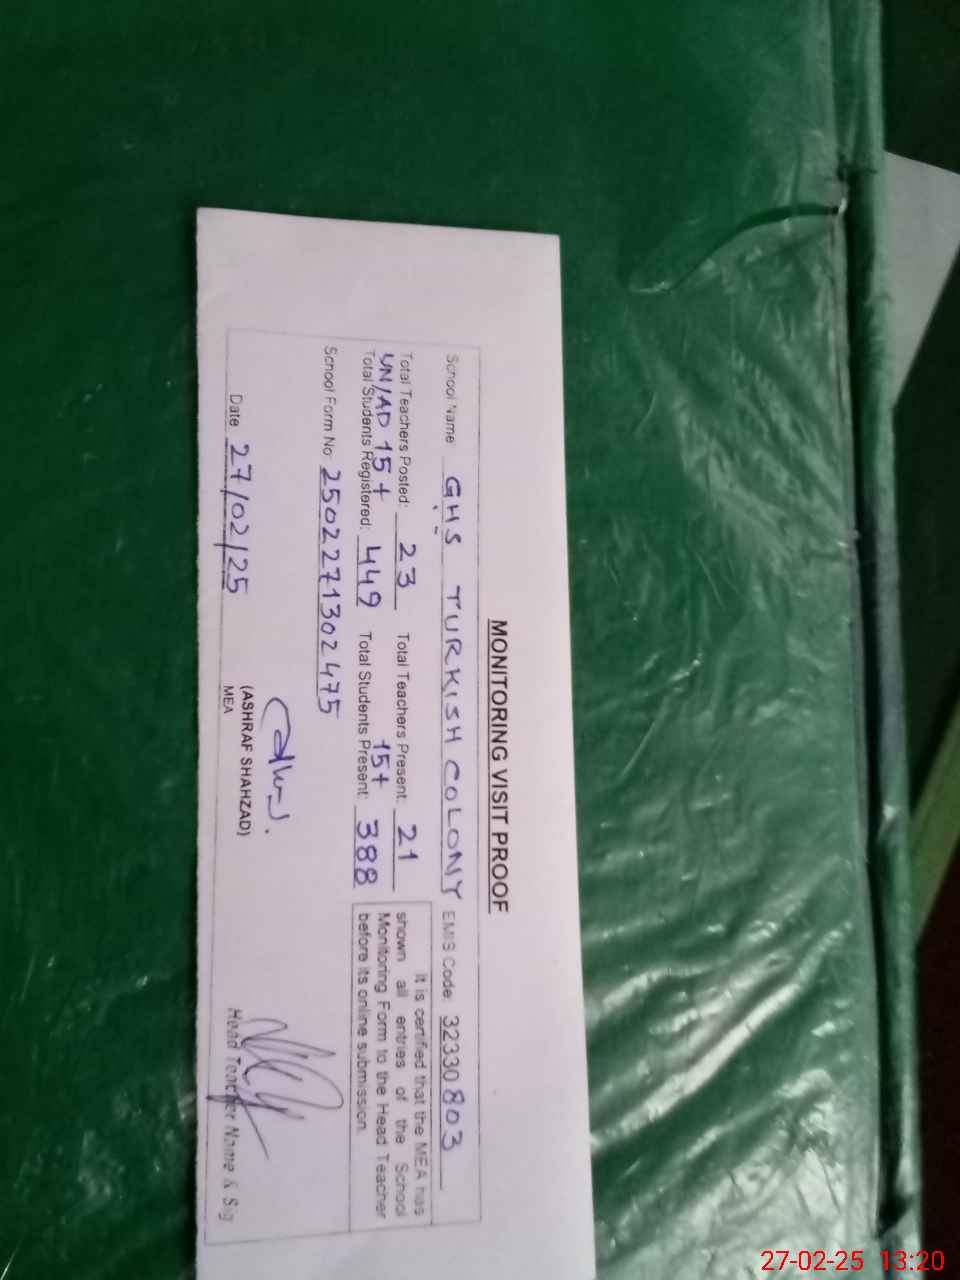 MONITORING VISIT PROOF
School Name GHS TURKISH COLONY EMIS Code: 32330803
Total Teachers Posted: 23 Total Teachers Present: 21
UN/AD 15+ 15+
Total Students Registered: 449 Total Students Present: 388
It is certified that the MEA has
shown all entries of the School
Monitoring Form to the Head Teacher
before its online submission.
School Form No: 2502271302475
Date 27/02/25
(ASHRAF SHAHZAD)
MEA
Head Teacher Name & Sig
27-02-25 13:20